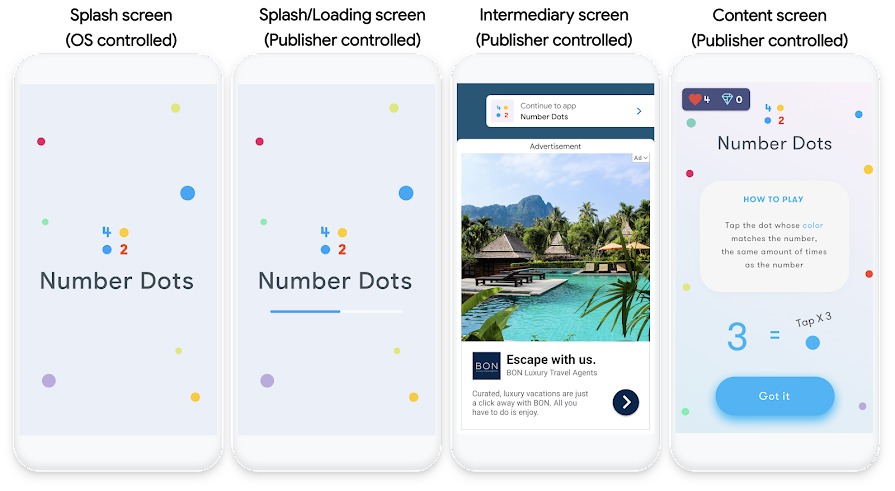 Splash screen
(OS controlled)
4
2
Number Dots
Splash/Loading screen
(Publisher controlled)
4
2
Number Dots
Intermediary screen
(Publisher controlled)
4
2
Continue to app
Number Dots
Advertisement
Ad
BON
Escape with us.
BON Luxury Travel Agents
Curated, luxury vacations are just
a click away with BON. All you
have to do is enjoy.
Content screen
(Publisher controlled)
4 0
4
2
Number Dots
HOW TO PLAY
Tap the dot whose color
matches the number,
the same amount of times
as the number
3 = Tap X 3
Got it